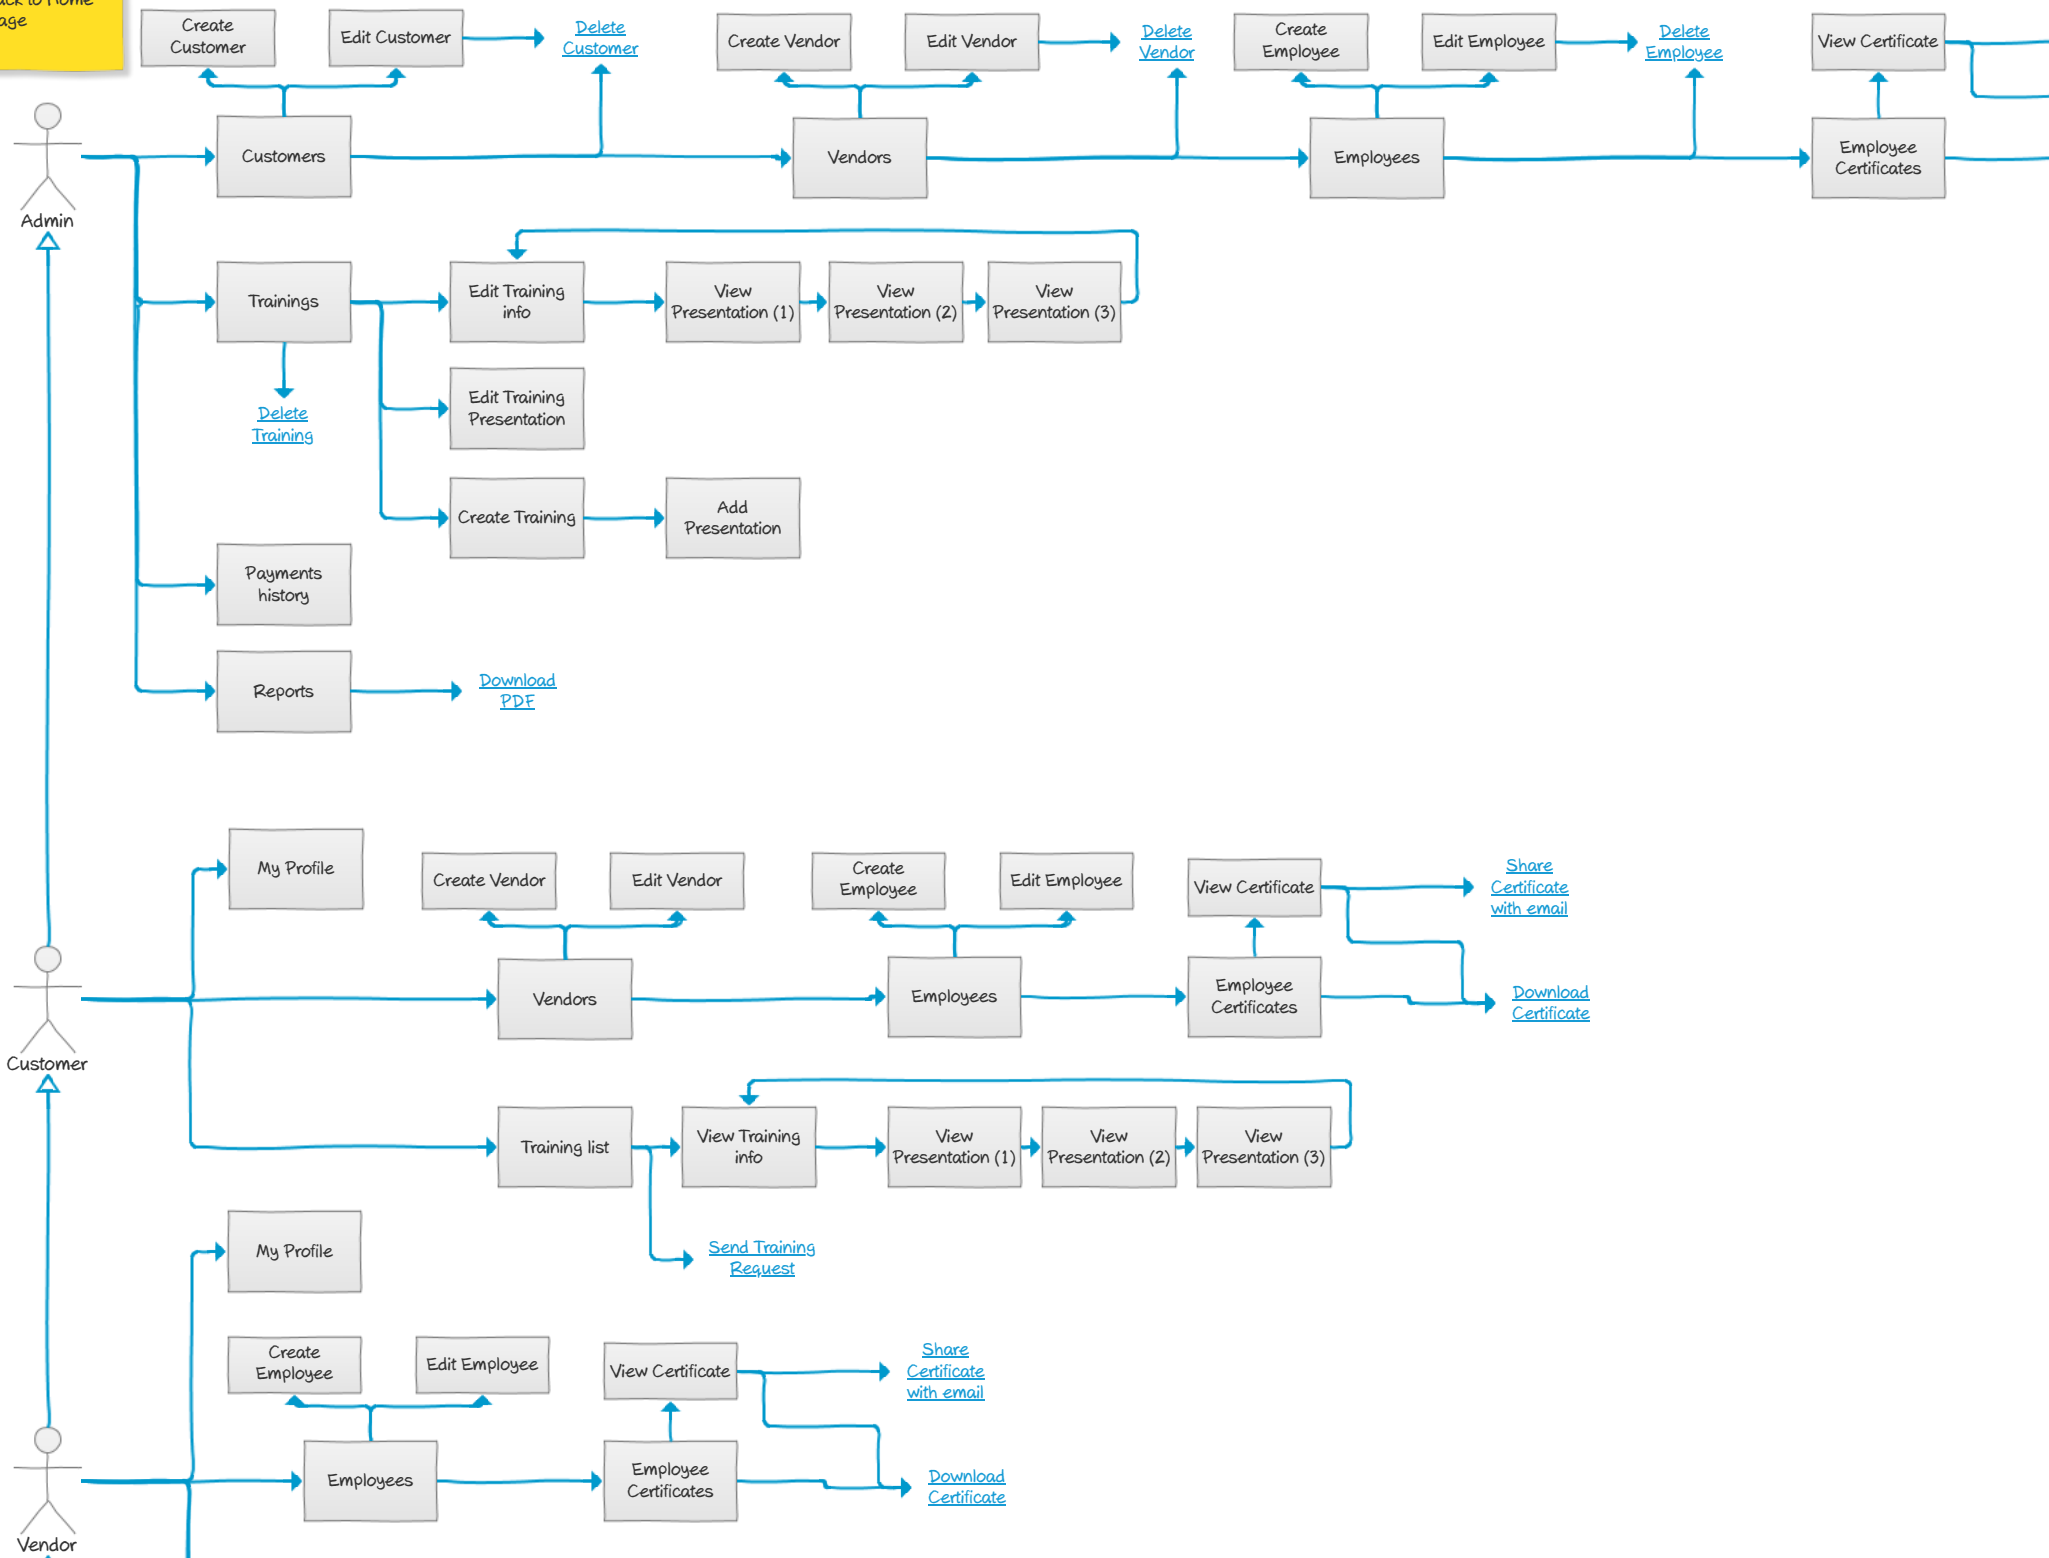 ack to Home
age
Create
Customer
Edit Customer
Delete
Customer
Create Vendor
Edit Vendor
Delete
Vendor
Create
Employee
Edit Employee
Delete
Employee
View Certificate
Admin
Customers
Vendors
Employees
Employee
Certificates
Trainings
Edit Training
info
View
Presentation (1)
View
Presentation (2)
View
Presentation (3)
Delete
Training
Edit Training
Presentation
Create Training
Add
Presentation
Payments
history
Reports
Download
PDF
My Profile
Create Vendor
Edit Vendor
Create
Employee
Edit Employee
View Certificate
Share
Certificate
with email
Customer
Vendors
Employees
Employee
Certificates
Download
Certificate
Training list
View Training
info
View
Presentation (1)
View
Presentation (2)
View
Presentation (3)
Send Training
Request
My Profile
Create
Employee
Edit Employee
View Certificate
Share
Certificate
with email
Vendor
Employees
Employee
Certificates
Download
Certificate